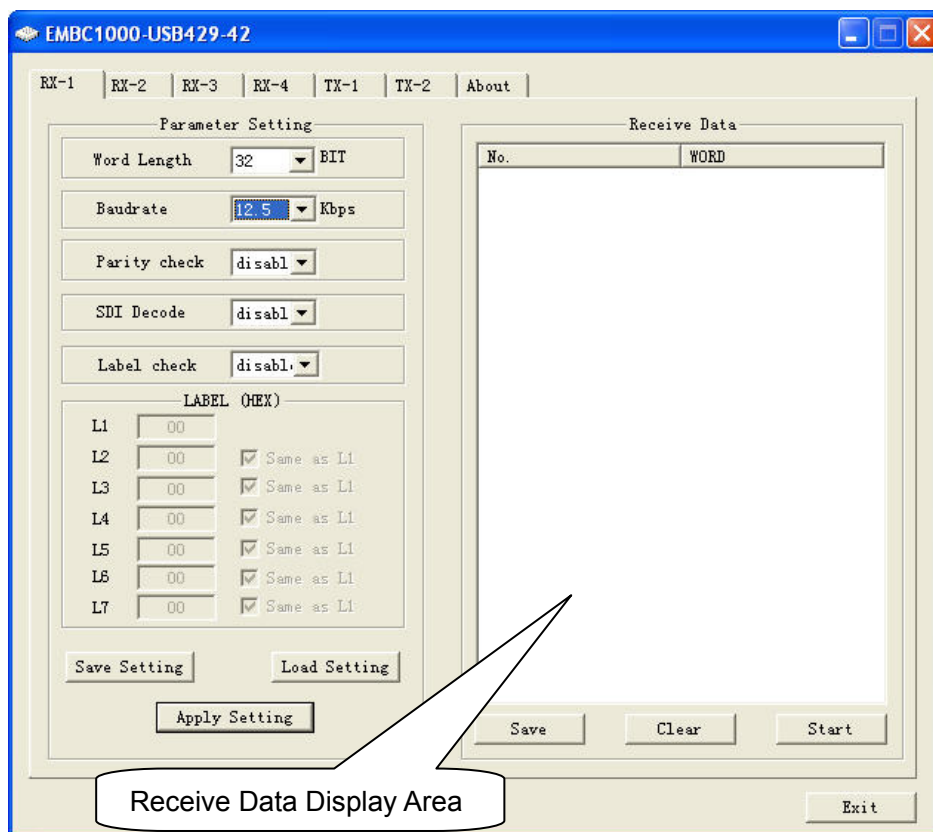 EMBC1000-USB429-42
RX-1 RX-2 RX-3 RX-4 TX-1 TX-2 About
Parameter Setting
Word Length 32 BIT
Baudrate 12.5 Kbps
Parity check disabl
SDI Decode disabl
Label check disabl
LABEL (HEX)
L1 00
L2 00 Same as L1
L3 00 Same as L1
L4 00 Same as L1
L5 00 Same as L1
L6 00 Same as L1
L7 00 Same as L1
Save Setting Load Setting
Apply Setting
Receive Data
No. WORD
Save Clear Start
Receive Data Display Area
Exit